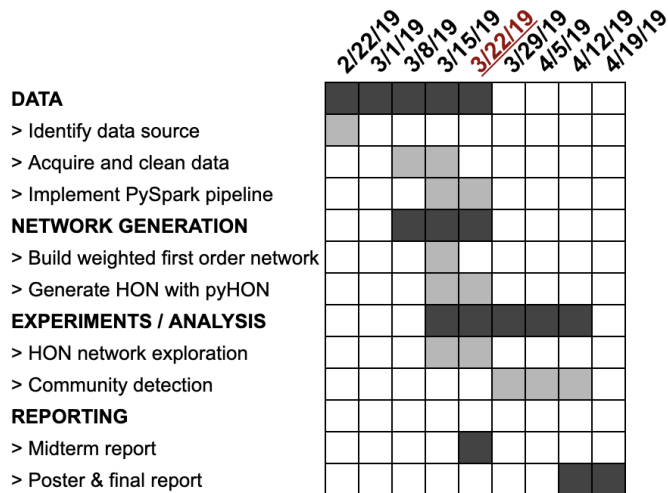 2/22/19
3/1/19
3/8/19
3/15/19
3/22/19
3/29/19
4/5/19
4/12/19
4/19/19
DATA
> Identify data source
> Acquire and clean data
> Implement PySpark pipeline
NETWORK GENERATION
> Build weighted first order network
> Generate HON with pyHON
EXPERIMENTS / ANALYSIS
> HON network exploration
> Community detection
REPORTING
> Midterm report
> Poster & final report